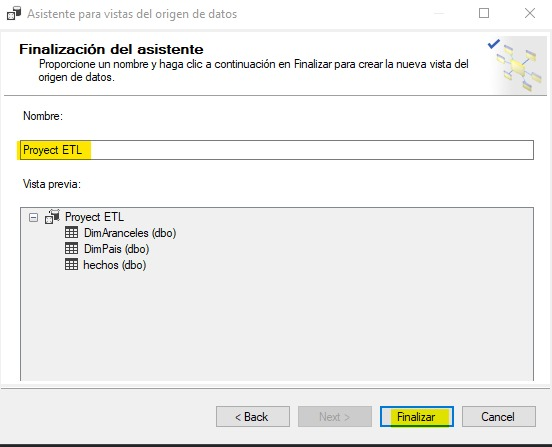 Asistente para vistas del origen de datos
Finalización del asistente
Proporcione un nombre y haga clic a continuación en Finalizar para crear la nueva vista del
origen de datos.
Nombre:
Proyect ETL
Vista previa:
Proyect ETL
DimAranceles (dbo)
DimPais (dbo)
hechos (dbo)
< Back
Next >
Finalizar
Cancel